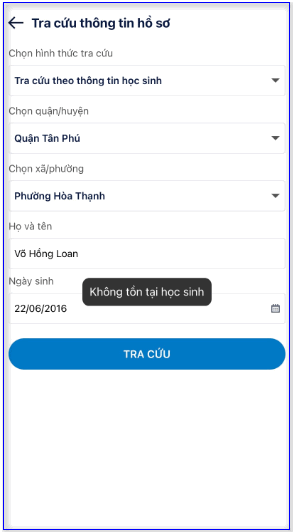 Tra cứu thông tin hồ sơ
Chọn hình thức tra cứu
Tra cứu theo thông tin học sinh
Chọn quận/huyện
Quận Tân Phú
Chọn xã/phường
Phường Hòa Thạnh
Họ và tên
Võ Hồng Loan
Ngày sinh
Không tồn tại học sinh
22/06/2016
TRA CỨU